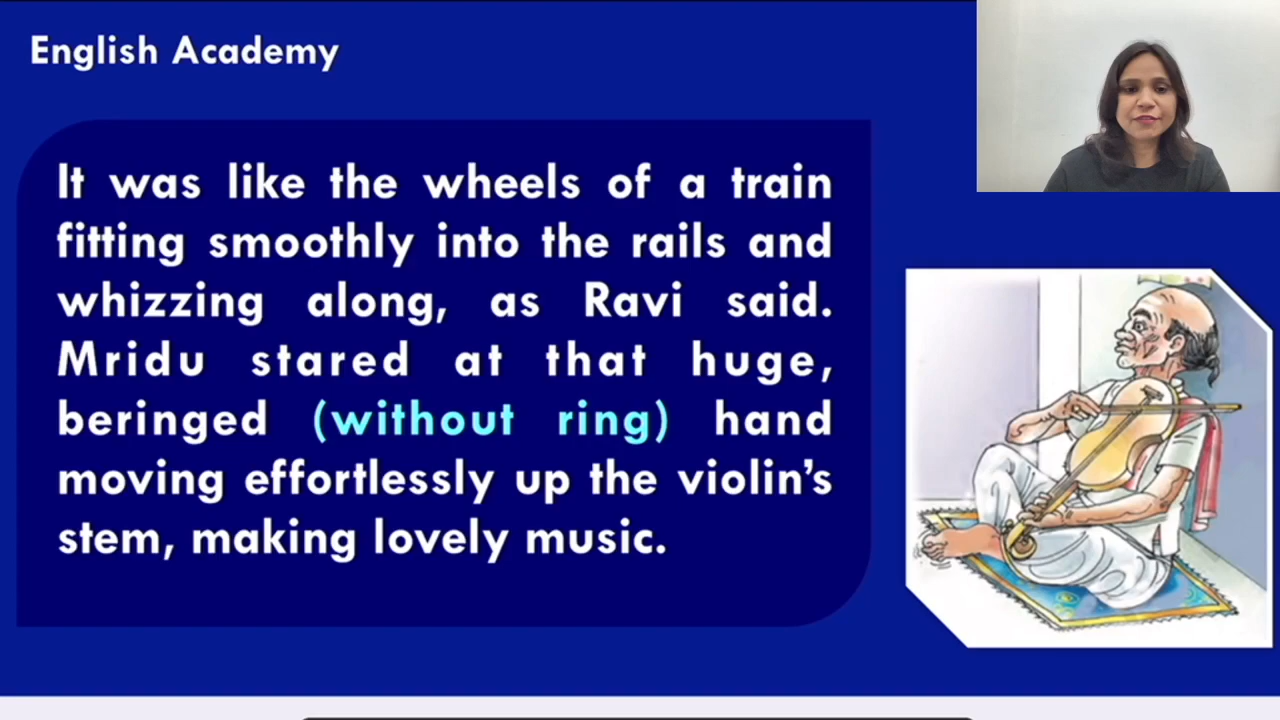 English Academy
It was like the wheels of a train
fitting smoothly into the rails and
whizzing along, as Ravi said.
Mridu stared at that huge,
beringed (without ring) hand
moving effortlessly up the violin’s
stem, making lovely music.